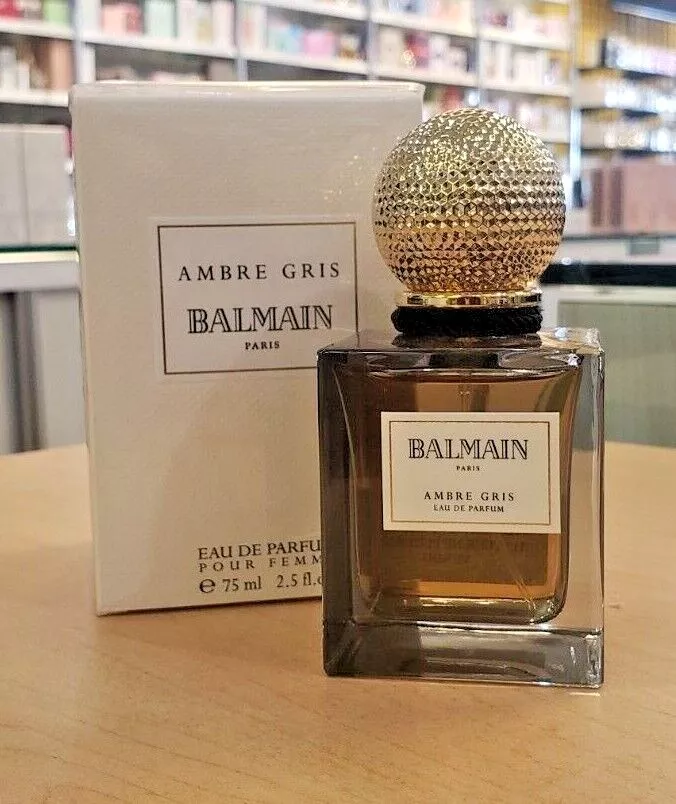 AMBRE GRIS
BALMAIN
PARIS
EAU DE PARFU
POUR FEMM
℮ 75 ml 2.5 fl.
BALMAIN
PARIS
AMBRE GRIS
EAU DE PARFUM